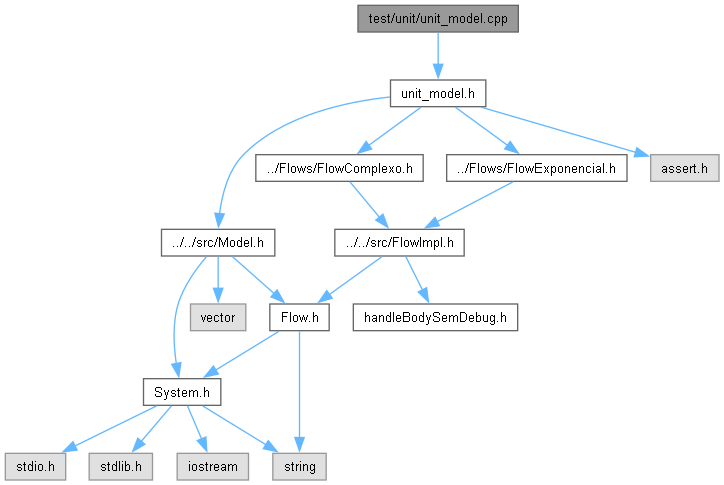 test/unit/unit_model.cpp
unit_model.h
../Flows/FlowComplexo.h
../Flows/FlowExponencial.h
assert.h
../../src/Model.h
../../src/FlowImpl.h
vector
Flow.h
handleBodySemDebug.h
System.h
stdio.h
stdlib.h
iostream
string